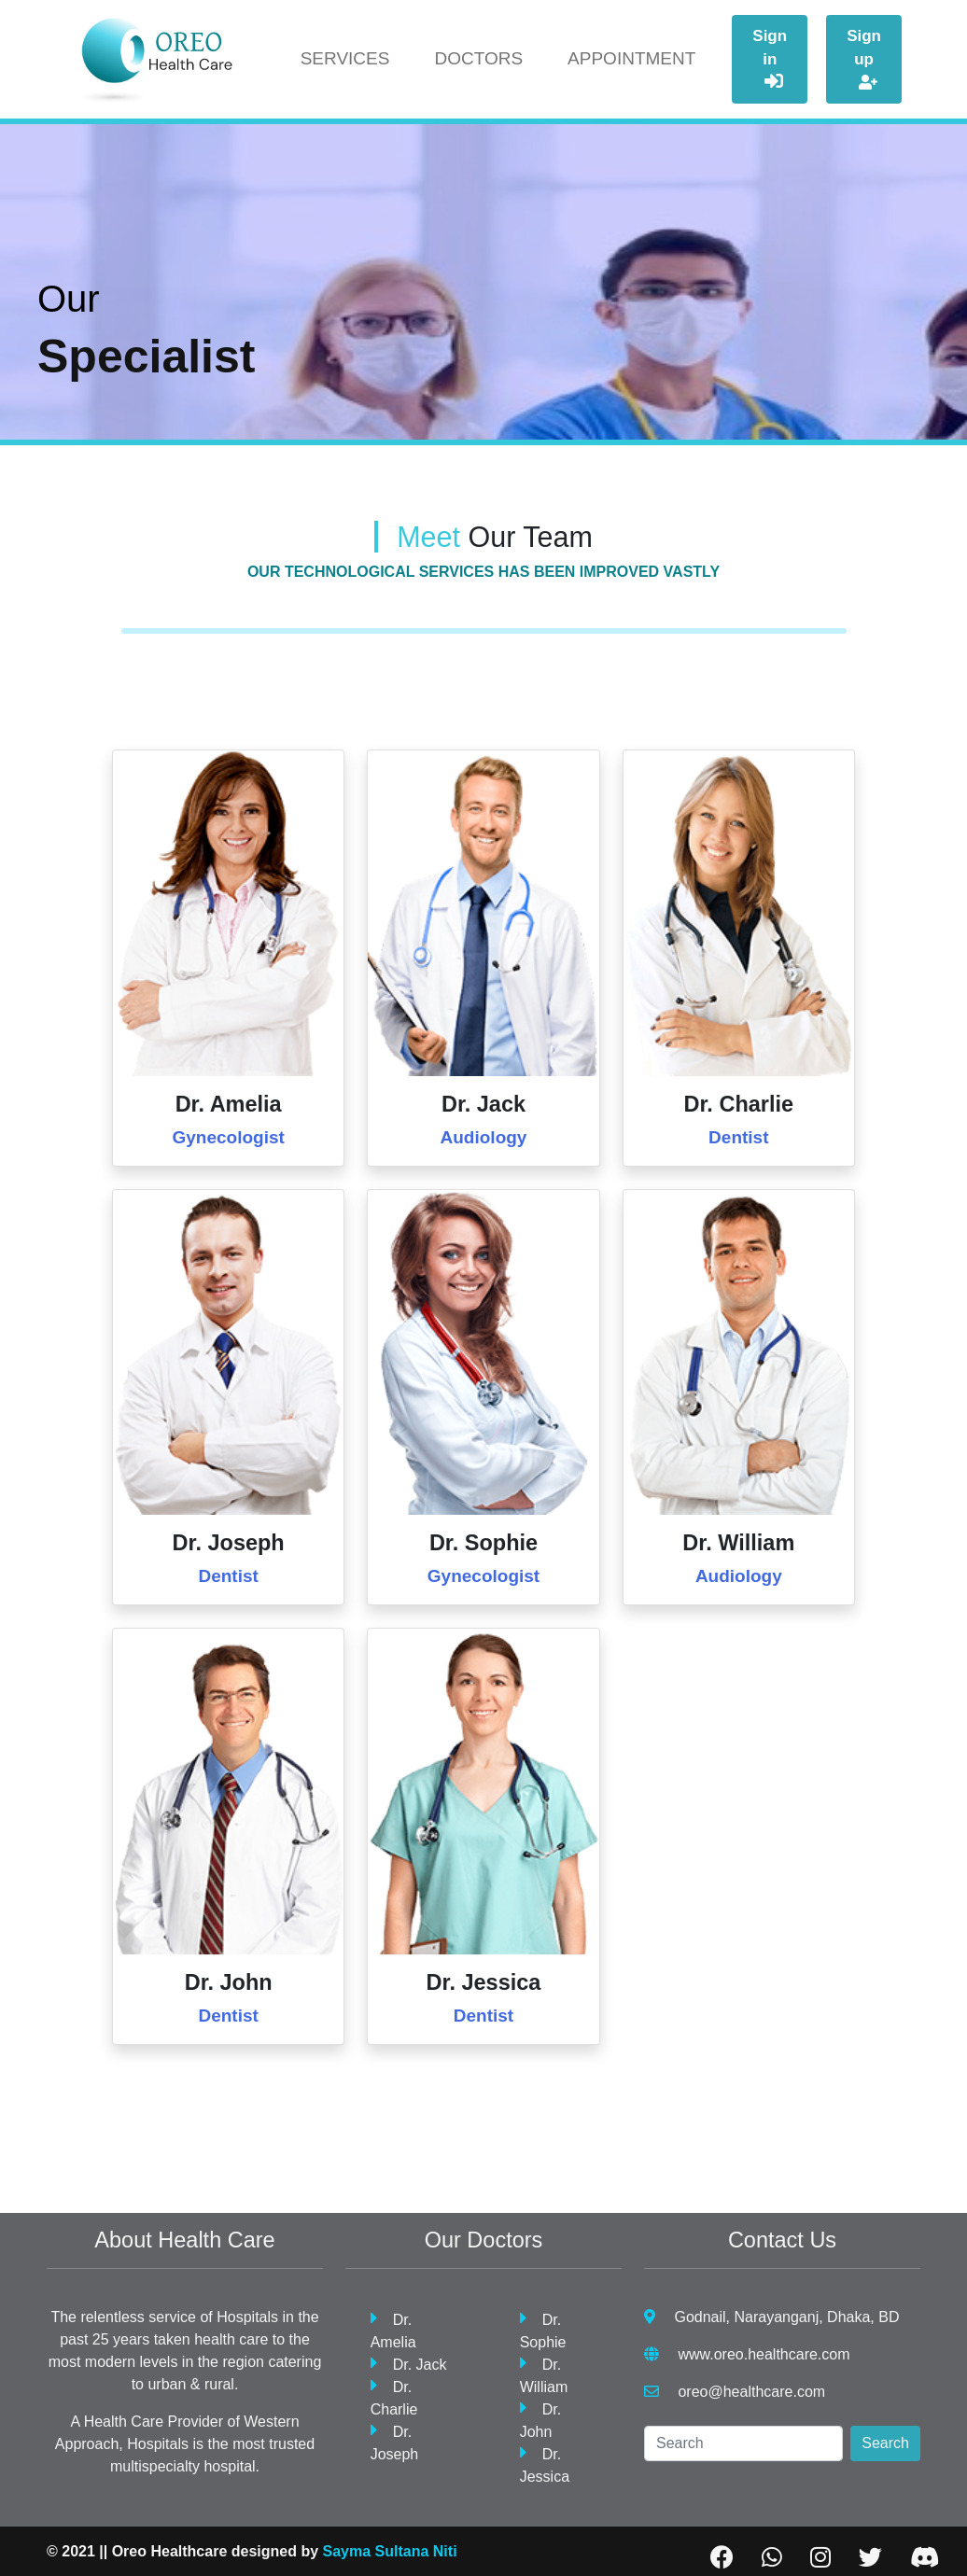 OREO
Health Care
SERVICES
DOCTORS
APPOINTMENT
Sign
in
Sign
up
Our
Specialist
Meet Our Team
OUR TECHNOLOGICAL SERVICES HAS BEEN IMPROVED VASTLY
Dr. Amelia
Gynecologist
Dr. Jack
Audiology
Dr. Charlie
Dentist
Dr. Joseph
Dentist
Dr. Sophie
Gynecologist
Dr. William
Audiology
Dr. John
Dentist
Dr. Jessica
Dentist
About Health Care
The relentless service of Hospitals in the
past 25 years taken health care to the
most modern levels in the region catering
to urban & rural.
A Health Care Provider of Western
Approach, Hospitals is the most trusted
multispecialty hospital.
Our Doctors
Dr.
Amelia
Dr. Jack
Dr.
Charlie
Dr.
Joseph
Dr.
Sophie
Dr.
William
Dr.
John
Dr.
Jessica
Contact Us
Godnail, Narayanganj, Dhaka, BD
www.oreo.healthcare.com
oreo@healthcare.com
Search
Search
© 2021 || Oreo Healthcare designed by Sayma Sultana Niti